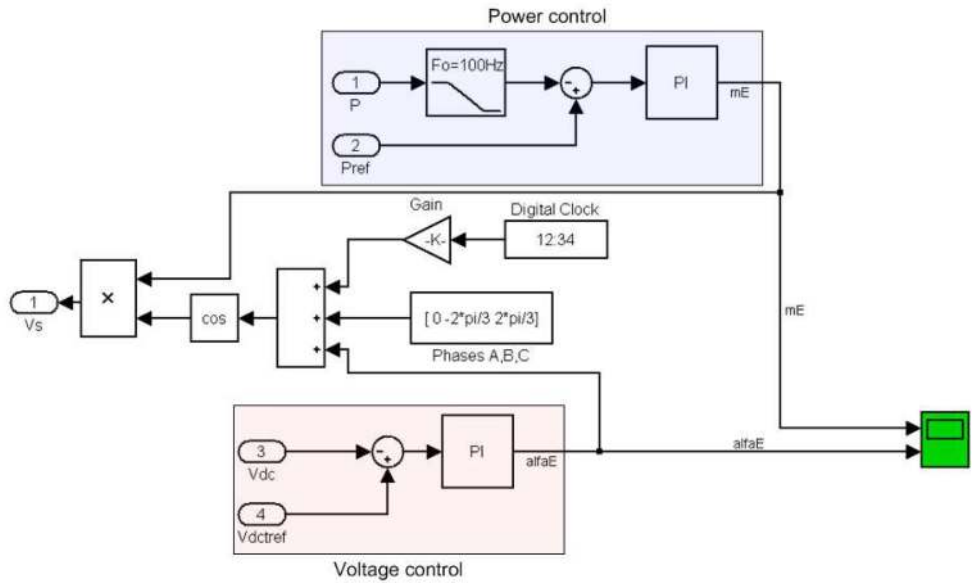 Power control
Fo=100Hz
1
P
PI
mE
2
Pref
Gain
Digital Clock
-K-
12:34
+
1
Vs
×
cos
+
[ 0 -2*pi/3 2*pi/3]
mE
+
Phases A,B,C
3
Vdc
PI
alfaE
alfaE
4
Vdctref
Voltage control